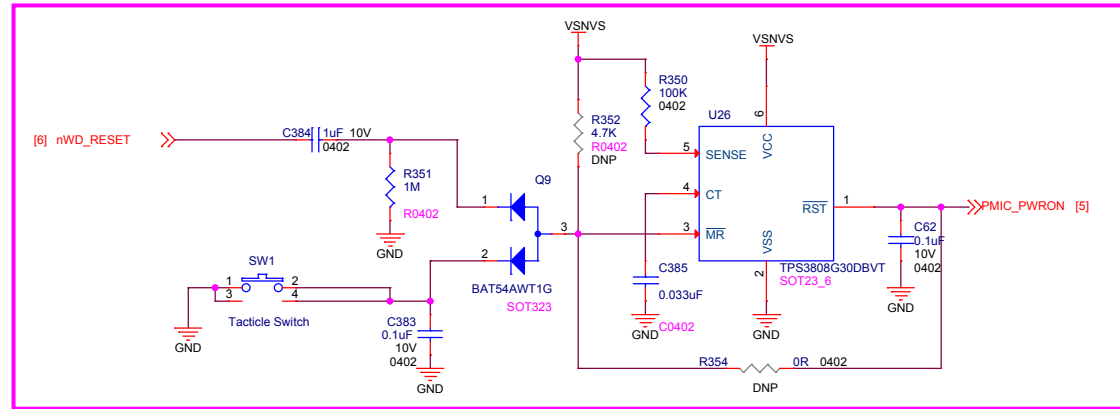 VSNVS
VSNVS
R350
100K
0402
U26
R352
4.7K
R0402
DNP
[6] nWD_RESET
C384 1uF 10V
0402
R351
1M
R0402
Q9
1
2
3
BAT54AWT1G
SOT323
6
VCC
5 SENSE
4 CT
3 MR
RST 1
VSS
2
TPS3808G30DBVT
SOT23_6
PMIC_PWRON [5]
C62
0.1uF
10V
0402
GND
GND
GND
C385
0.033uF
C0402
GND
SW1
1 2
3 4
Tacticle Switch
GND
C383
0.1uF
10V
0402
GND
R354 0R 0402
DNP